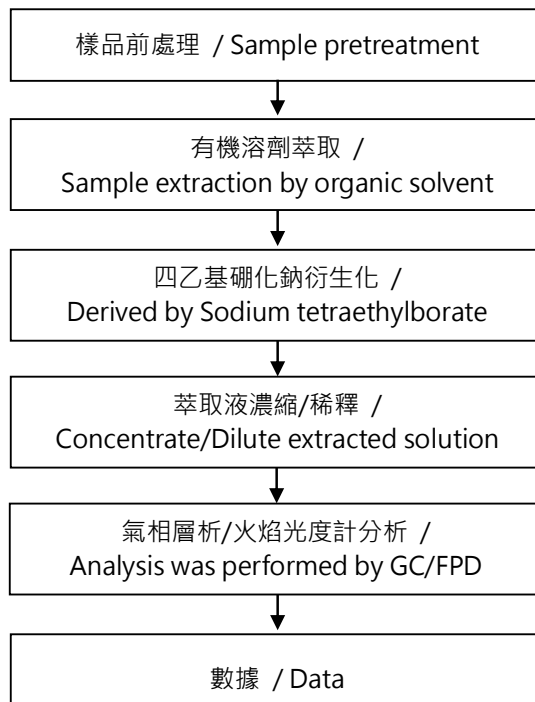 樣品前處理 / Sample pretreatment
有機溶劑萃取 /
Sample extraction by organic solvent
四乙基硼化鈉衍生化 /
Derived by Sodium tetraethylborate
萃取液濃縮/稀釋 /
Concentrate/Dilute extracted solution
氣相層析/火焰光度計分析 /
Analysis was performed by GC/FPD
數據 / Data